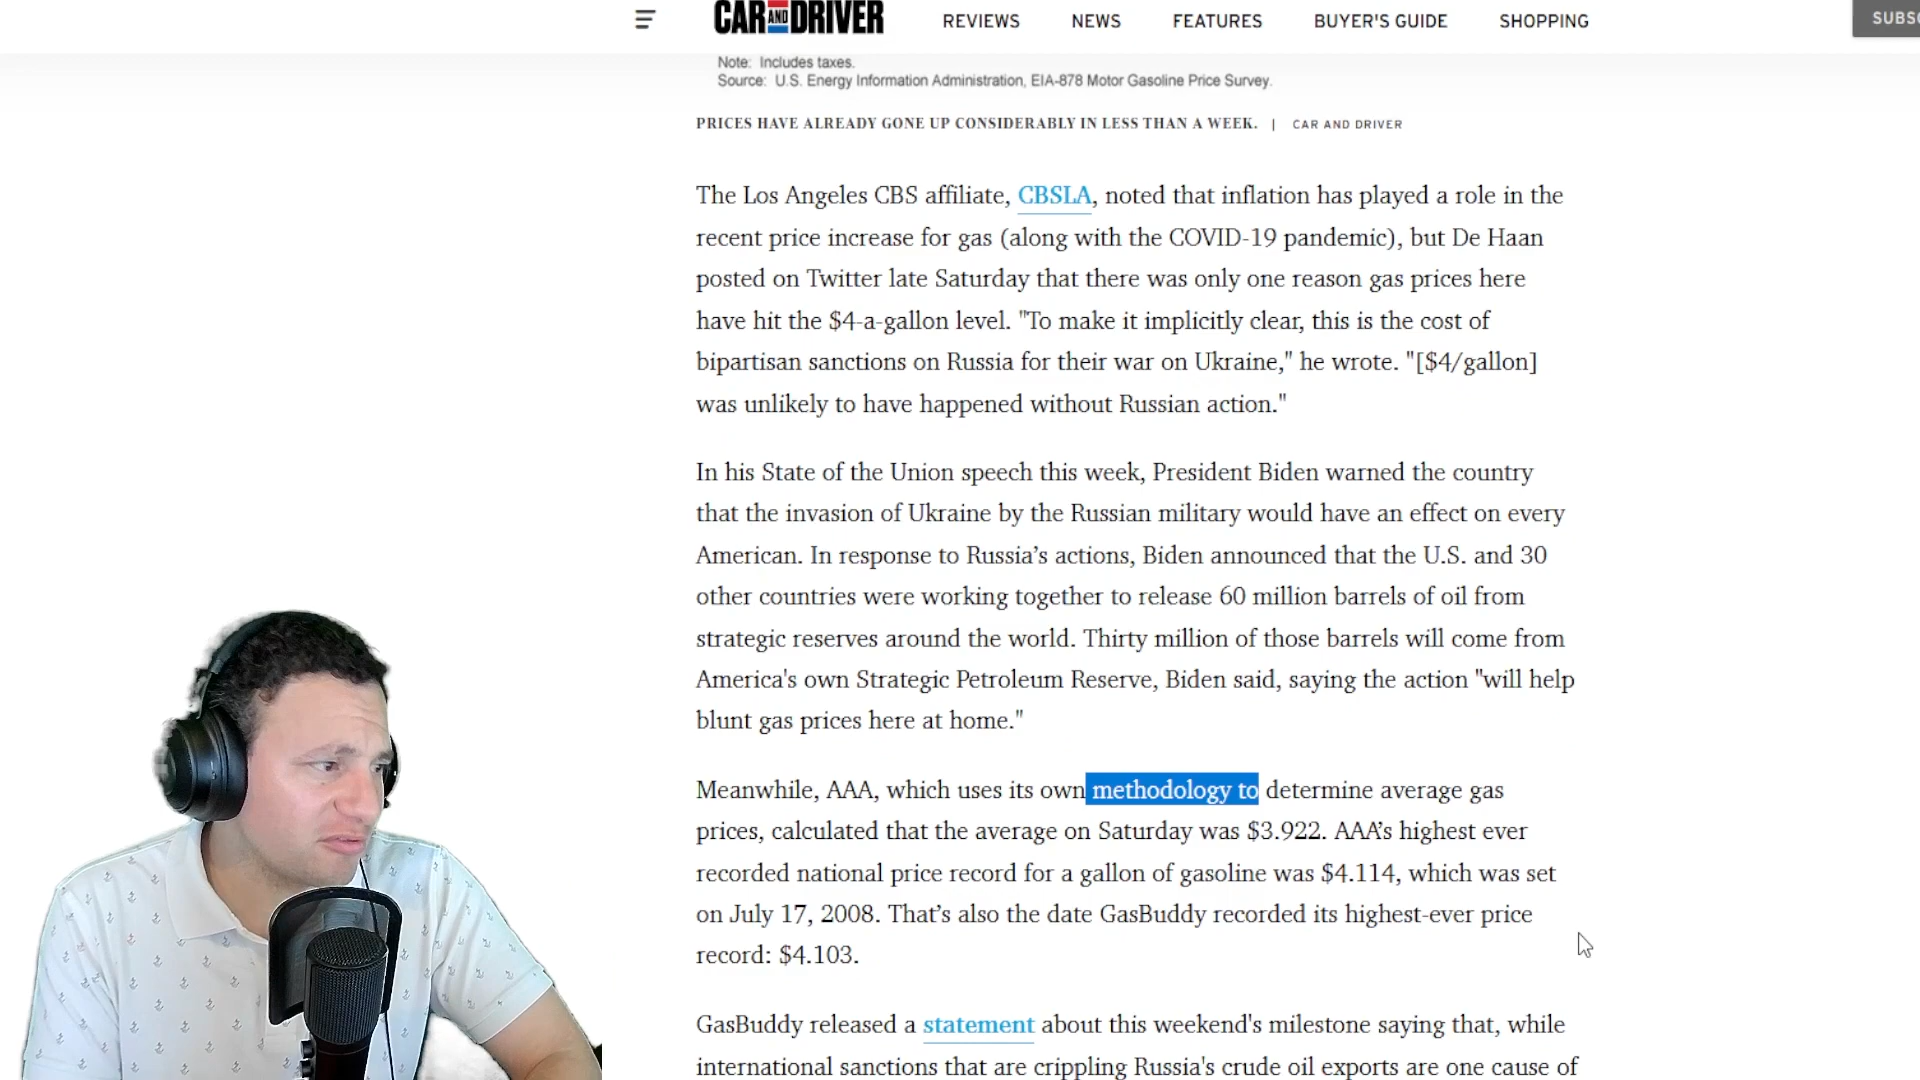 CAR AND DRIVER
REVIEWS
NEWS
FEATURES
BUYER'S GUIDE
SHOPPING
SUBSC
Note: Includes taxes.
Source: U.S. Energy Information Administration, EIA-878 Motor Gasoline Price Survey.
PRICES HAVE ALREADY GONE UP CONSIDERABLY IN LESS THAN A WEEK. | CAR AND DRIVER
The Los Angeles CBS affiliate, CBSLA, noted that inflation has played a role in the
recent price increase for gas (along with the COVID-19 pandemic), but De Haan
posted on Twitter late Saturday that there was only one reason gas prices here
have hit the $4-a-gallon level. "To make it implicitly clear, this is the cost of
bipartisan sanctions on Russia for their war on Ukraine," he wrote. "[$4/gallon]
was unlikely to have happened without Russian action."
In his State of the Union speech this week, President Biden warned the country
that the invasion of Ukraine by the Russian military would have an effect on every
American. In response to Russia’s actions, Biden announced that the U.S. and 30
other countries were working together to release 60 million barrels of oil from
strategic reserves around the world. Thirty million of those barrels will come from
America's own Strategic Petroleum Reserve, Biden said, saying the action "will help
blunt gas prices here at home."
Meanwhile, AAA, which uses its own methodology to determine average gas
prices, calculated that the average on Saturday was $3.922. AAA’s highest ever
recorded national price record for a gallon of gasoline was $4.114, which was set
on July 17, 2008. That’s also the date GasBuddy recorded its highest-ever price
record: $4.103.
GasBuddy released a statement about this weekend's milestone saying that, while
international sanctions that are crippling Russia's crude oil exports are one cause of